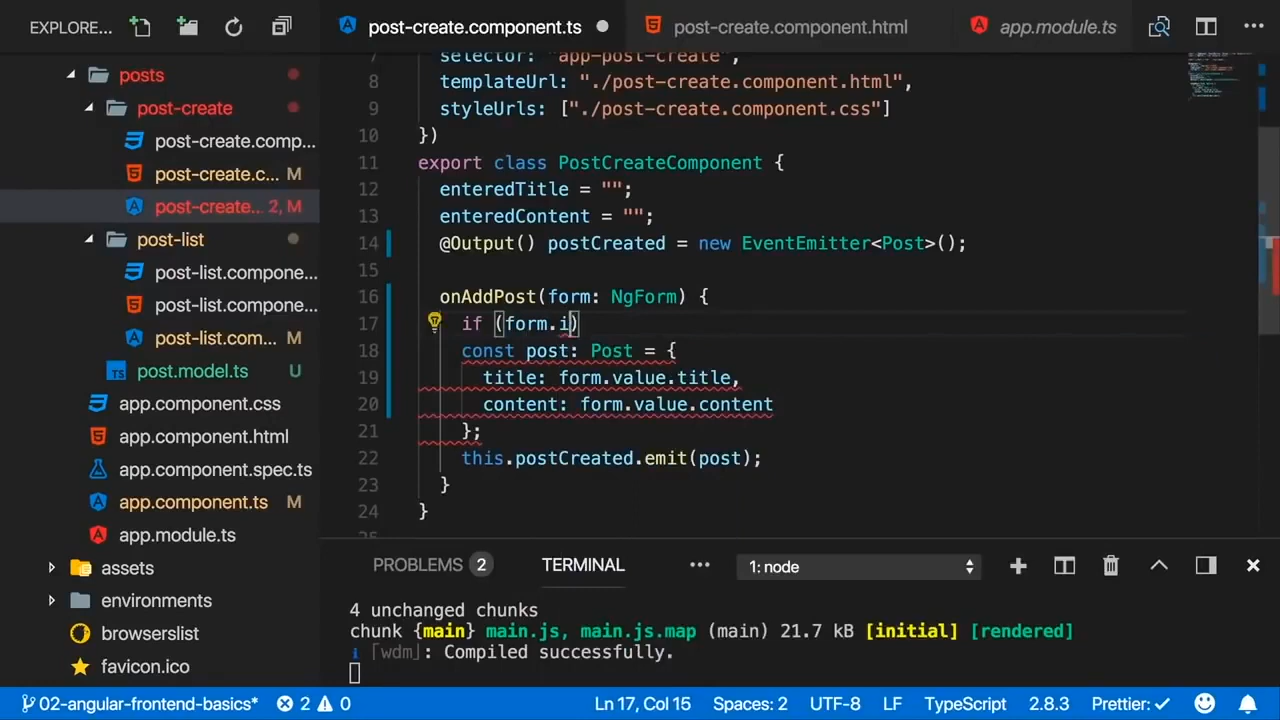 EXPLORE...
post-create.component.ts
post-create.component.html
app.module.ts
posts
post-create
post-create.comp...
post-create.c... M
post-create... 2, M
post-list
post-list.compone...
post-list.compone...
post-list.com... M
post.model.ts U
app.component.css
app.component.html
app.component.spec.ts
app.component.ts M
app.module.ts
assets
environments
browserslist
favicon.ico
7 selector: "app-post-create",
8 templateUrl: "./post-create.component.html",
9 styleUrls: ["./post-create.component.css"]
10 })
11 export class PostCreateComponent {
12 enteredTitle = "";
13 enteredContent = "";
14 @Output() postCreated = new EventEmitter<Post>();
15
16 onAddPost(form: NgForm) {
17 if (form.i)
18 const post: Post = {
19 title: form.value.title,
20 content: form.value.content
21 };
22 this.postCreated.emit(post);
23 }
24 }
25
PROBLEMS 2 TERMINAL ... 1: node
4 unchanged chunks
chunk {main} main.js, main.js.map (main) 21.7 kB [initial] [rendered]
i ｢wdm｣: Compiled successfully.
02-angular-frontend-basics* 2 0 Ln 17, Col 15 Spaces: 2 UTF-8 LF TypeScript 2.8.3 Prettier: ✓